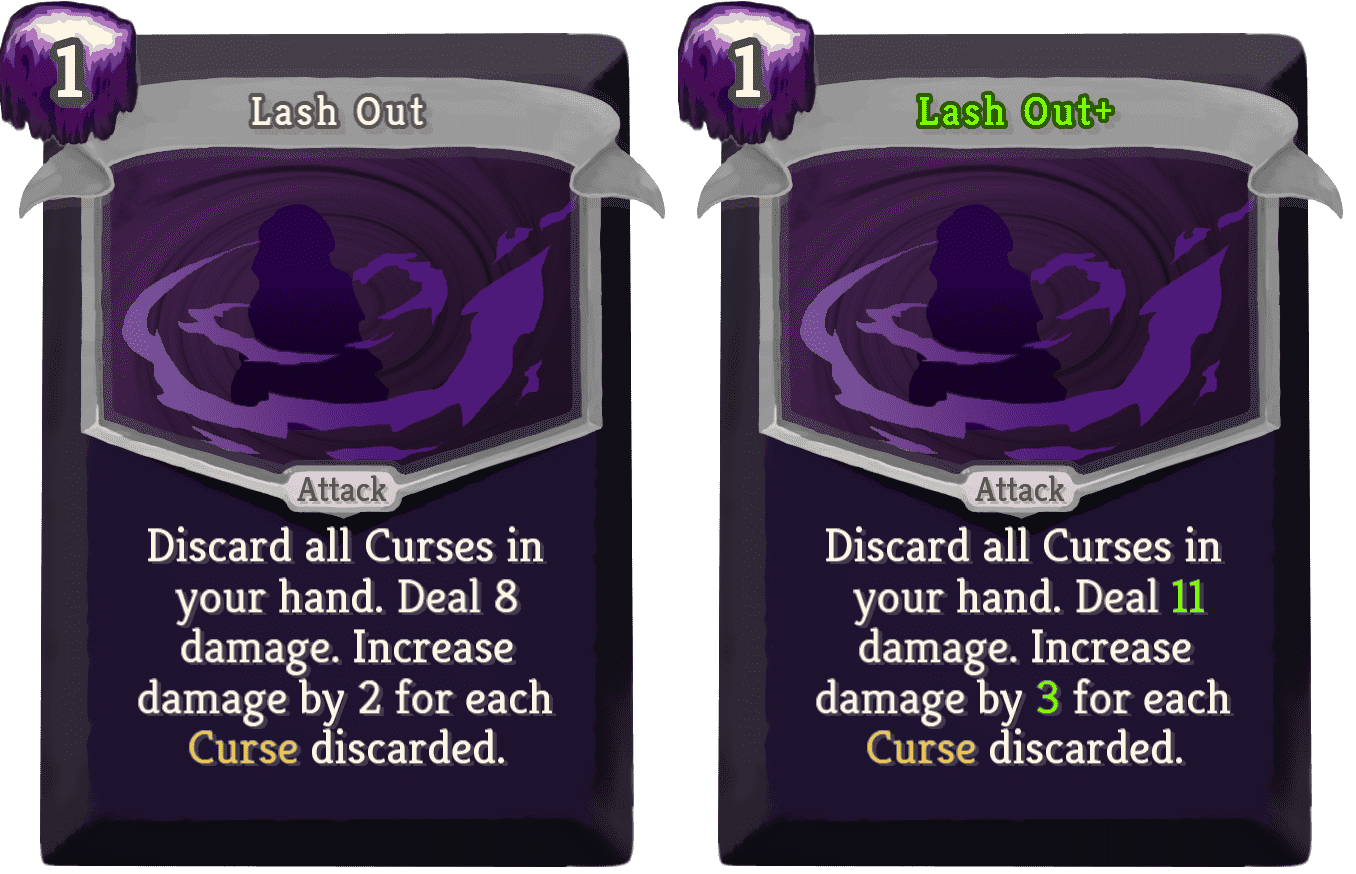 1
Lash Out
Attack
Discard all Curses in
your hand. Deal 8
damage. Increase
damage by 2 for each
Curse discarded.
1
Lash Out+
Attack
Discard all Curses in
your hand. Deal 11
damage. Increase
damage by 3 for each
Curse discarded.